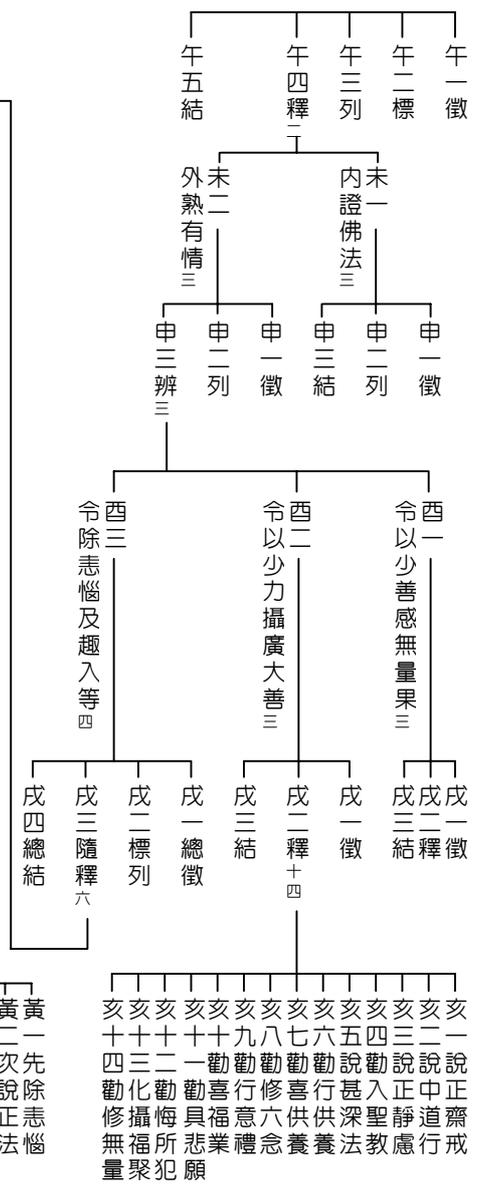 午一徵
午二標
午三列
午四釋二
午五結
未一
內證佛法三
未二
外熟有情三
申一徵
申二列
申三結
申一徵
申二列
申三辨三
酉一
令以少善感無量果三
酉二
令以少力攝廣大善三
酉三
令除恚惱及趣入等四
戌一徵
戌二釋
戌三結
戌一徵
戌二釋十四
戌三結
戌一總徵
戌二標列
戌三隨釋六
戌四總結
亥一說正齋戒
亥二說中道行
亥三說正靜慮
亥四勸入聖教
亥五說甚深法
亥六勸行供養
亥七勸喜供養
亥八勸修六念
亥九勸行意禮
亥十勸喜福業
亥十一勸具悲願
亥十二勸悔所犯
亥十三化攝福聚
亥十四勸修無量
黃一先除恚惱
黃二次說正法